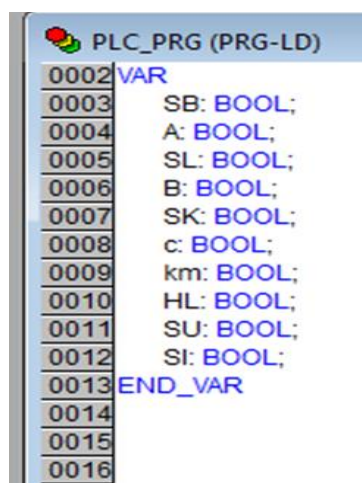 PLC_PRG (PRG-LD)
0002 VAR
0003 SB: BOOL;
0004 A: BOOL;
0005 SL: BOOL;
0006 B: BOOL;
0007 SK: BOOL;
0008 c: BOOL;
0009 km: BOOL;
0010 HL: BOOL;
0011 SU: BOOL;
0012 SI: BOOL;
0013 END_VAR
0014
0015
0016